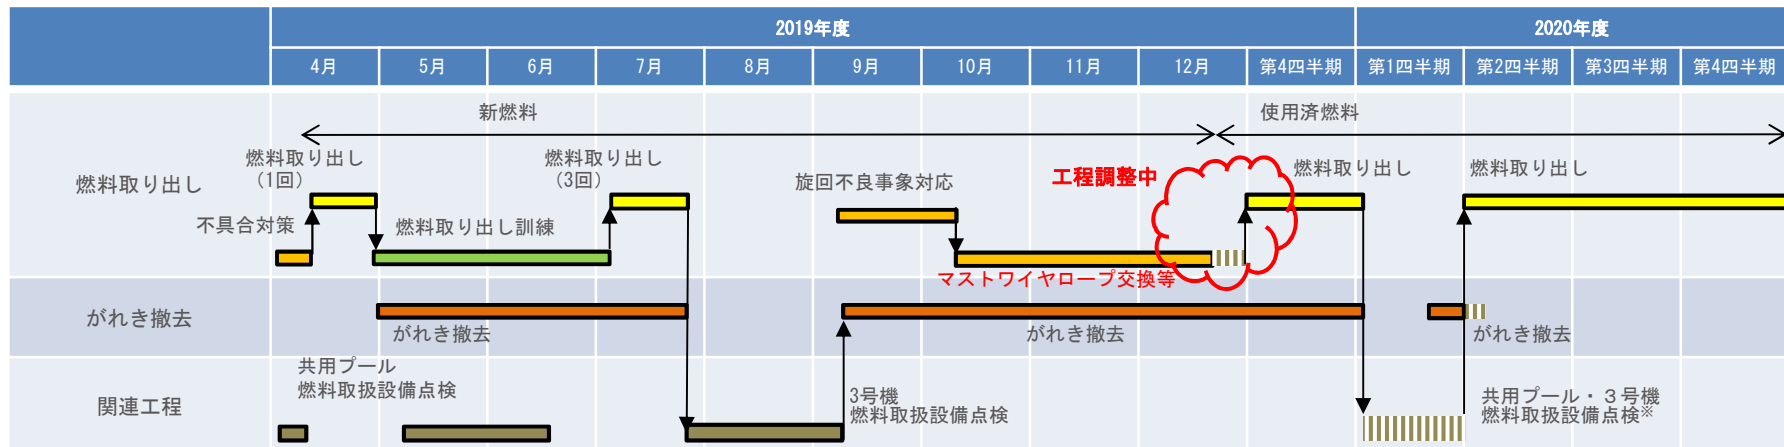 2019年度
2020年度
4月
5月
6月
7月
8月
9月
10月
11月
12月
第4四半期
第1四半期
第2四半期
第3四半期
第4四半期
燃料取り出し
新燃料
使用済燃料
燃料取り出し
(1回)
燃料取り出し
(3回)
旋回不良事象対応
工程調整中
燃料取り出し
燃料取り出し
不具合対策
燃料取り出し訓練
マストワイヤロープ交換等
がれき撤去
がれき撤去
がれき撤去
がれき撤去
関連工程
共用プール
燃料取扱設備点検
3号機
燃料取扱設備点検
共用プール・３号機
燃料取扱設備点検※